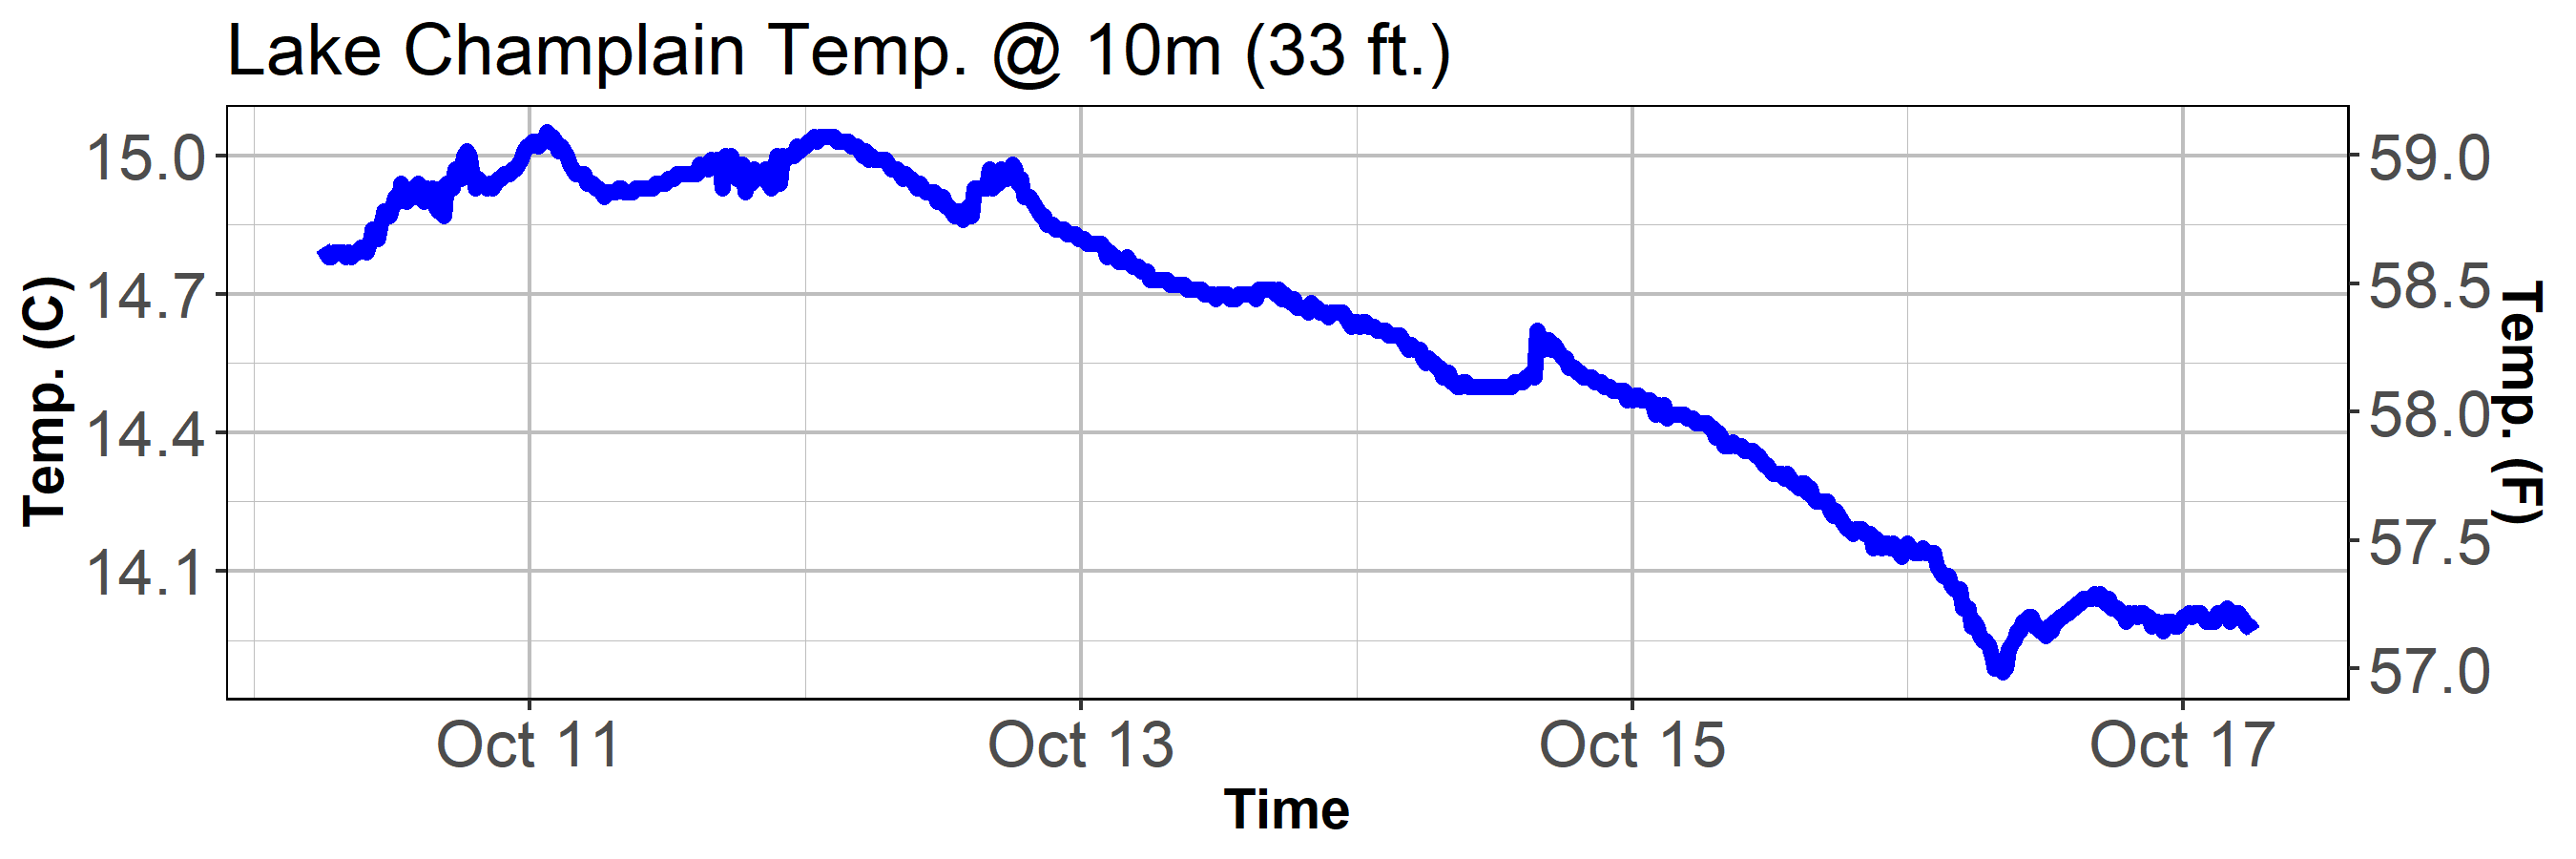 Lake Champlain Temp. @ 10m (33 ft.)
Temp. (C)
15.0
14.7
14.4
14.1
59.0
58.5
58.0
57.5
57.0
Temp. (F)
Oct 11 Oct 13 Oct 15 Oct 17
Time